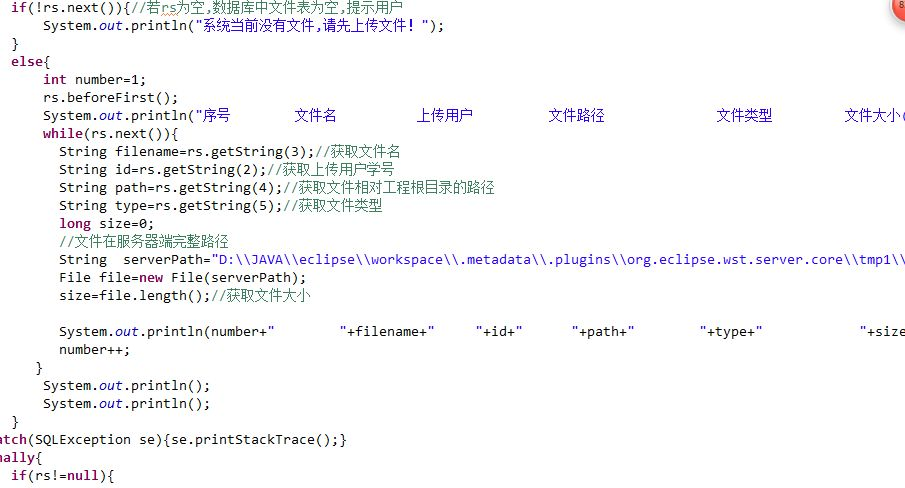 if(!rs.next()){//若rs为空,数据库中文件表为空,提示用户
System.out.println("系统当前没有文件,请先上传文件! ");
}
else{
int number=1;
rs.beforeFirst();
System.out.println("序号 文件名 上传用户 文件路径 文件类型 文件大小(
while(rs.next()){
String filename=rs.getString(3);//获取文件名
String id=rs.getString(2);//获取上传用户学号
String path=rs.getString(4);//获取文件相对工程根目录的路径
String type=rs.getString(5);//获取文件类型
long size=0;
//文件在服务器端完整路径
String serverPath="D:\\JAVA\\eclipse\\workspace\\.metadata\\.plugins\\org.eclipse.wst.server.core\\tmp1\\
File file=new File(serverPath);
size=file.length();//获取文件大小
System.out.println(number+" "+filename+" "+id+" "+path+" "+type+" "+size
number++;
}
System.out.println();
System.out.println();
}
atch(SQLException se){se.printStackTrace();}
nally{
if(rs!=null){